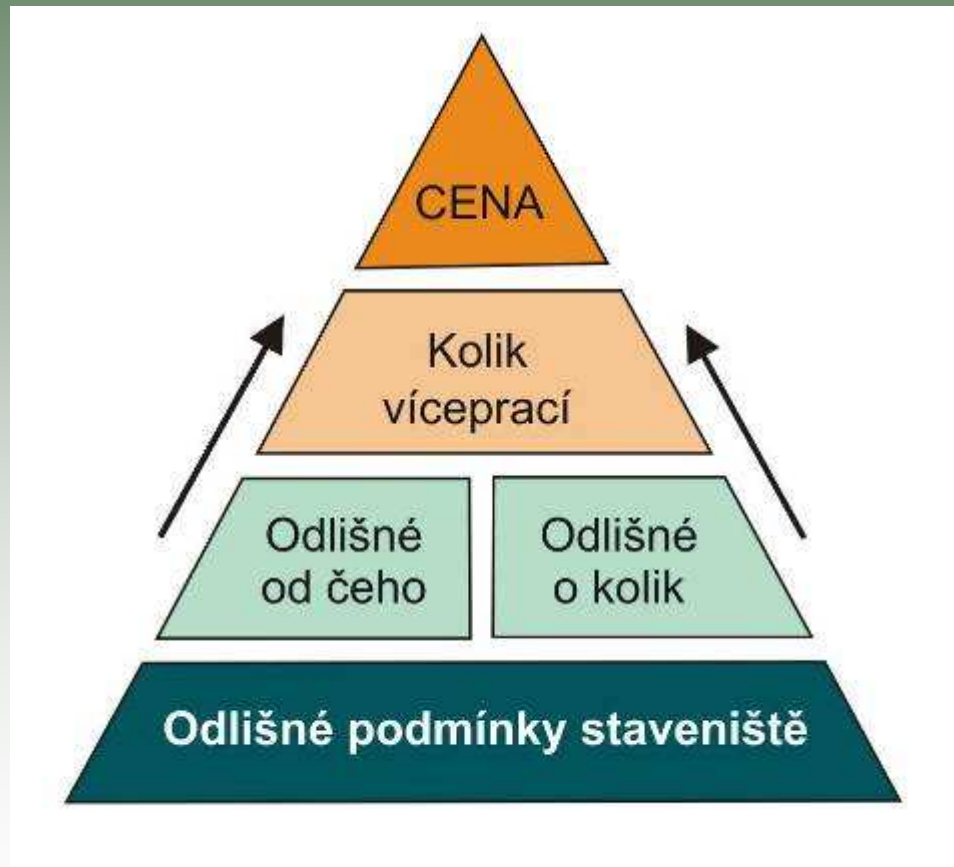 CENA
Kolik
víceprací
Odlišné
od čeho
Odlišné
o kolik
Odlišné podmínky staveniště